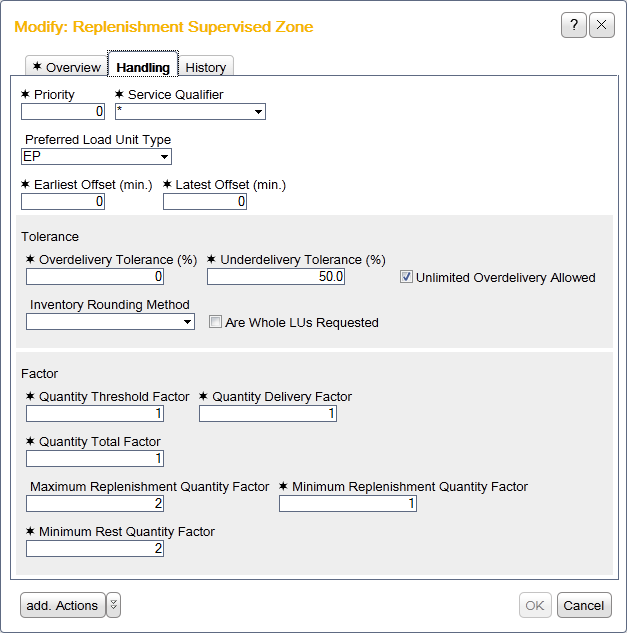 Modify: Replenishment Supervised Zone ?
✶ Overview Handling History
✶ Priority ✶ Service Qualifier
0 *
Preferred Load Unit Type
EP
✶ Earliest Offset (min.) ✶ Latest Offset (min.)
0 0
Tolerance
✶ Overdelivery Tolerance (%) ✶ Underdelivery Tolerance (%)
0 50.0 Unlimited Overdelivery Allowed
Inventory Rounding Method
Are Whole LUs Requested
Factor
✶ Quantity Threshold Factor ✶ Quantity Delivery Factor
1 1
✶ Quantity Total Factor
1
Maximum Replenishment Quantity Factor ✶ Minimum Replenishment Quantity Factor
2 1
✶ Minimum Rest Quantity Factor
2
add. Actions OK Cancel